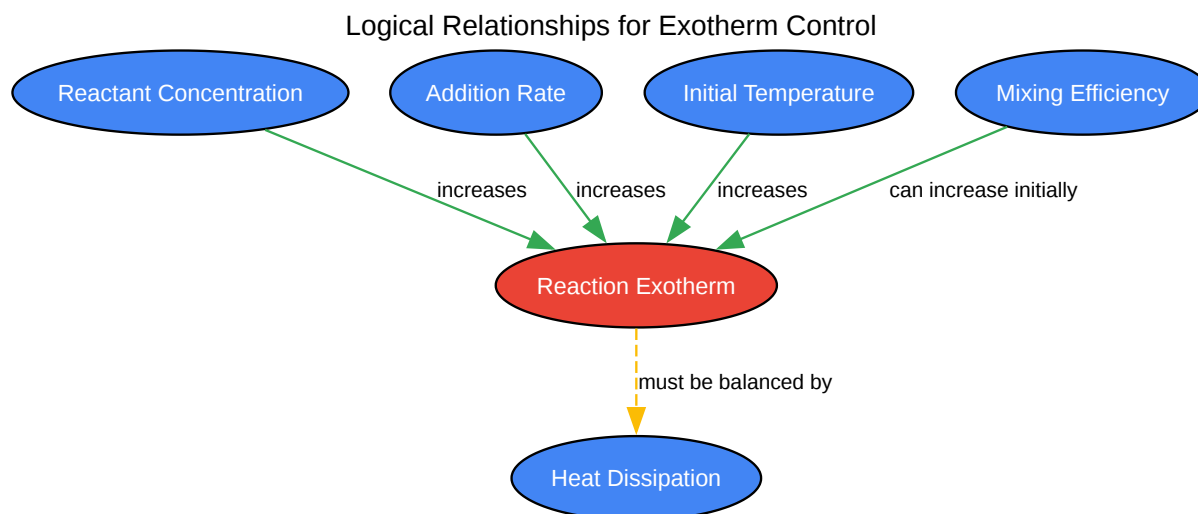 Logical Relationships for Exotherm Control
Reactant Concentration
Addition Rate
Initial Temperature
Mixing Efficiency
increases
increases
increases
can increase initially
Reaction Exotherm
must be balanced by
Heat Dissipation